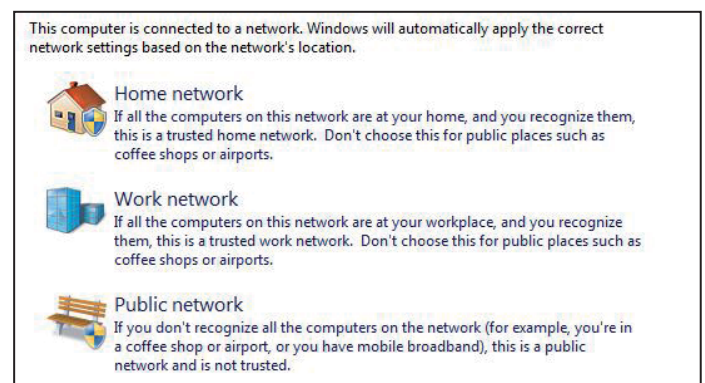 This computer is connected to a network. Windows will automatically apply the correct
network settings based on the network's location.
Home network
If all the computers on this network are at your home, and you recognize them,
this is a trusted home network.  Don't choose this for public places such as
coffee shops or airports.
Work network
If all the computers on this network are at your workplace, and you recognize
them, this is a trusted work network.  Don't choose this for public places such as
coffee shops or airports.
Public network
If you don't recognize all the computers on the network (for example, you're in
a coffee shop or airport, or you have mobile broadband), this is a public
network and is not trusted.